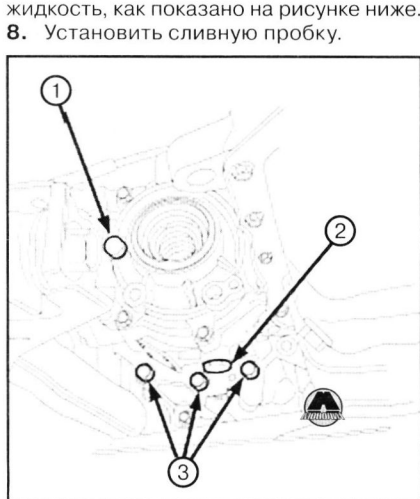 жидкость, как показано на рисунке ниже.
8. Установить сливную пробку.
1
2
3